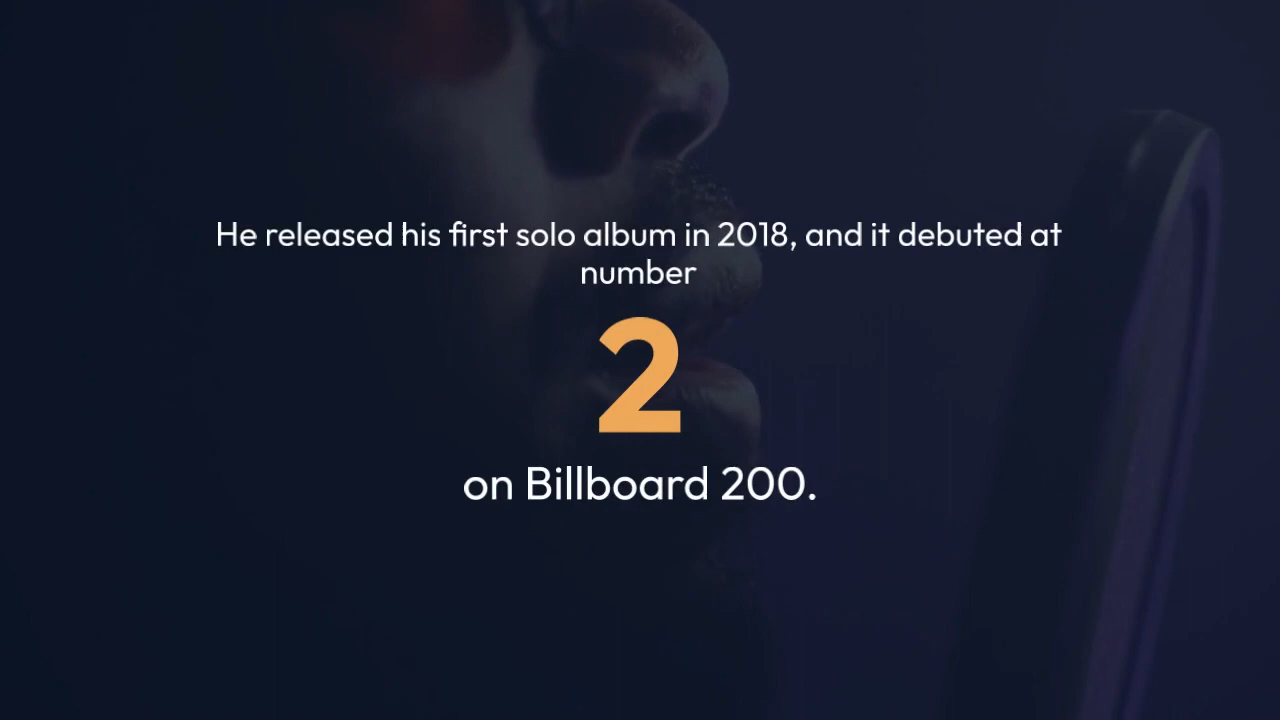 He released his first solo album in 2018, and it debuted at
number
2
on Billboard 200.